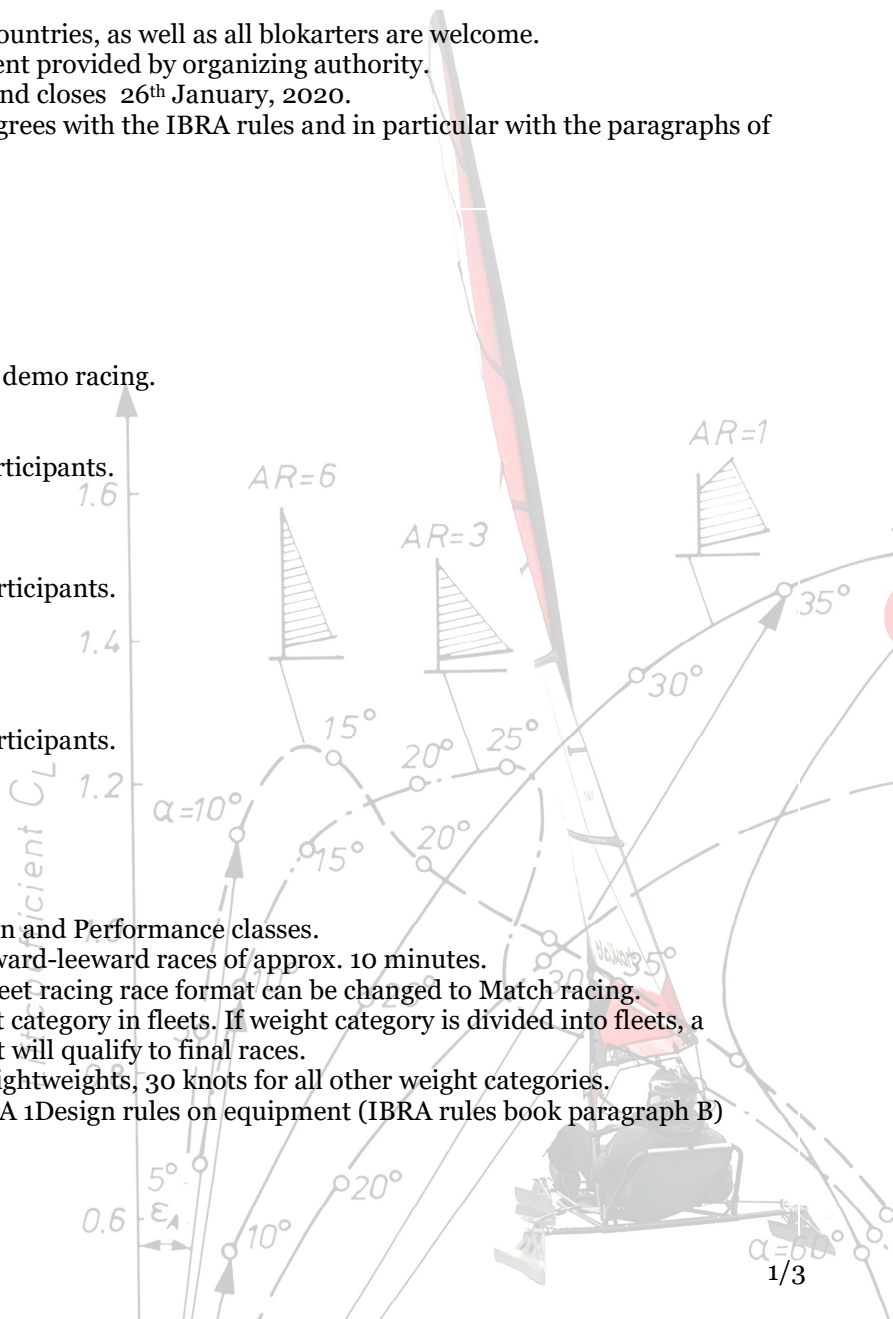 ountries, as well as all blokarters are welcome.
ent provided by organizing authority.
nd closes 26th January, 2020.
grees with the IBRA rules and in particular with the paragraphs of
demo racing.
AR=1
rticipants.
1.6
AR=6
AR=3
rticipants.
35°
1.4
30°
rticipants.
15°
20°
25°
1.2
α=10°
15°
20°
n and Performance classes.
ward-leeward races of approx. 10 minutes.
35°
30°
eet racing race format can be changed to Match racing.
t category in fleets. If weight category is divided into fleets, a
t will qualify to final races.
ightweights, 30 knots for all other weight categories.
A 1Design rules on equipment (IBRA rules book paragraph B)
5°
20°
0.6
εA
10°
α=60°
1/3